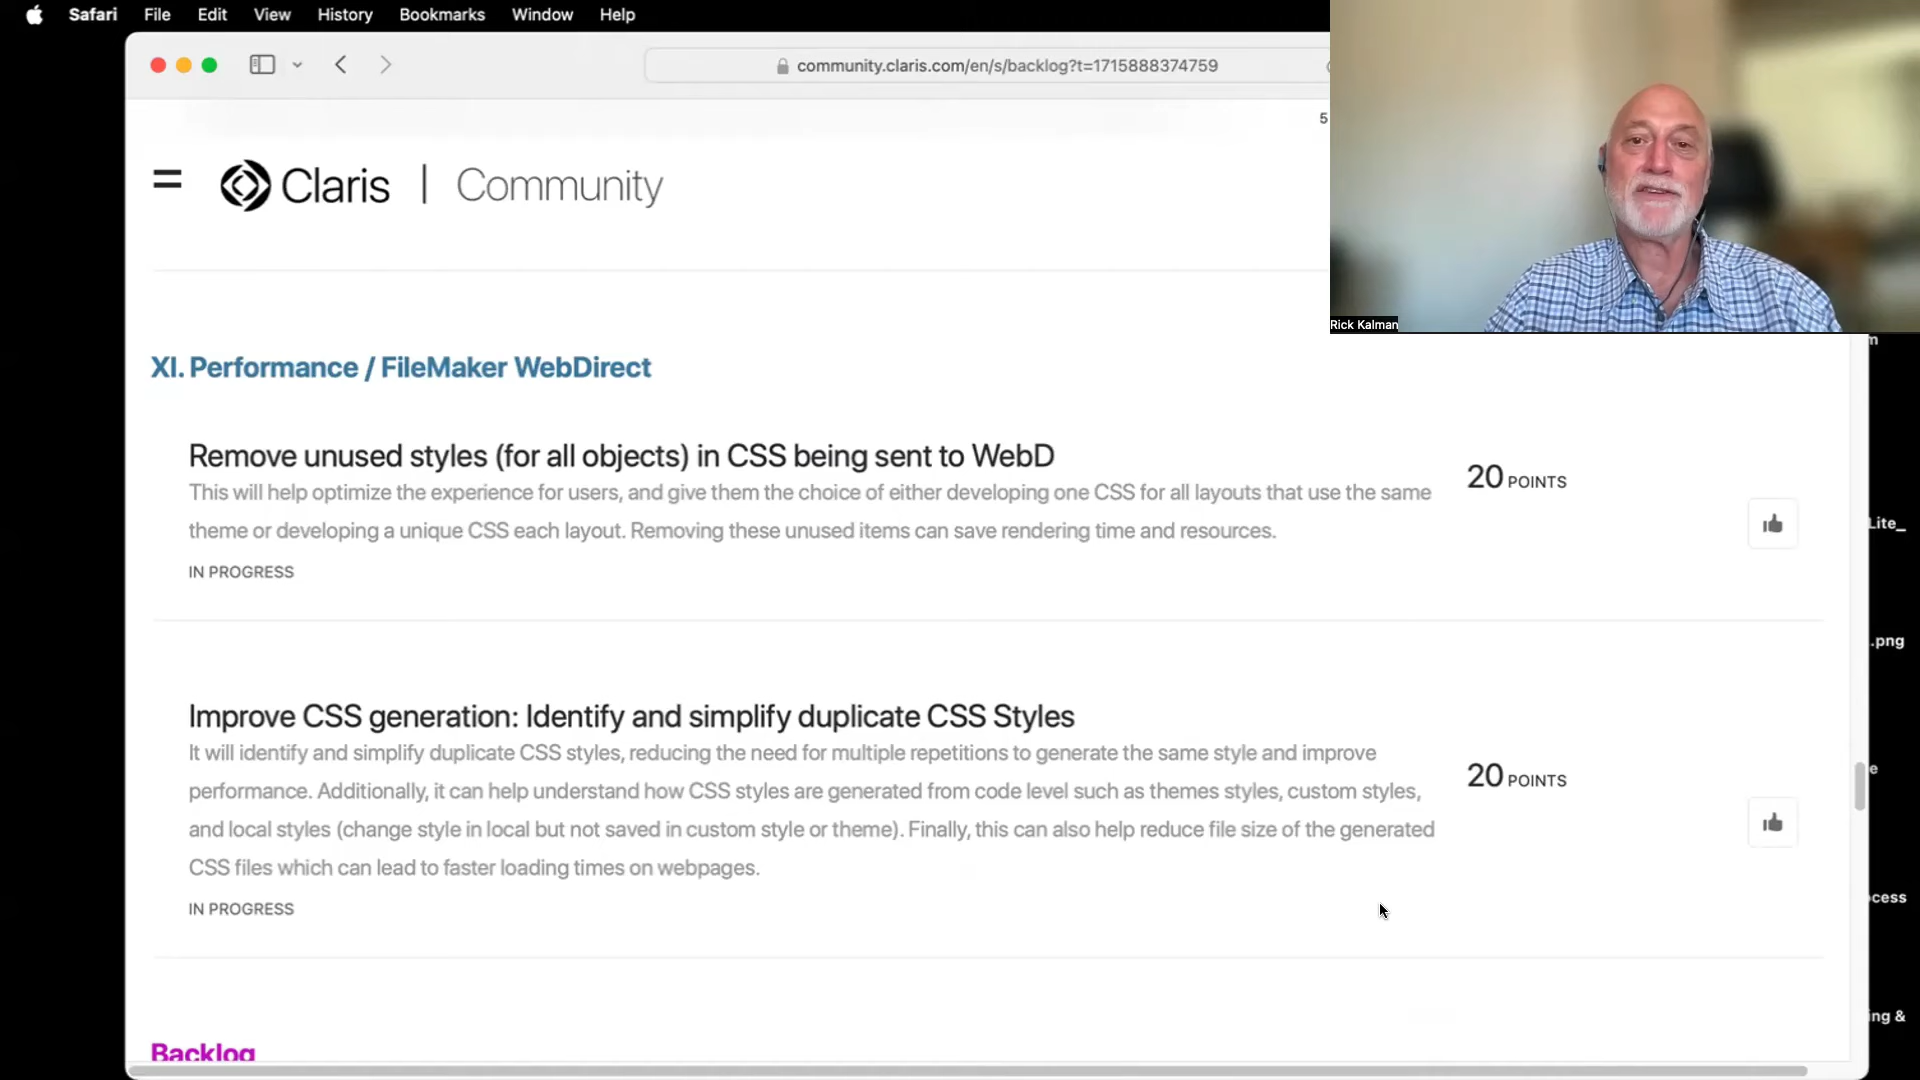 Safari File Edit View History Bookmarks Window Help
community.claris.com/en/s/backlog?t=1715888374759
5
Claris | Community
Rick Kalman
XI. Performance / FileMaker WebDirect
Remove unused styles (for all objects) in CSS being sent to WebD
This will help optimize the experience for users, and give them the choice of either developing one CSS for all layouts that use the same
theme or developing a unique CSS each layout. Removing these unused items can save rendering time and resources.
IN PROGRESS
20 POINTS
Lite_
.png
Improve CSS generation: Identify and simplify duplicate CSS Styles
It will identify and simplify duplicate CSS styles, reducing the need for multiple repetitions to generate the same style and improve
performance. Additionally, it can help understand how CSS styles are generated from code level such as themes styles, custom styles,
and local styles (change style in local but not saved in custom style or theme). Finally, this can also help reduce file size of the generated
CSS files which can lead to faster loading times on webpages.
IN PROGRESS
20 POINTS
e
ocess
ing &
Backlog